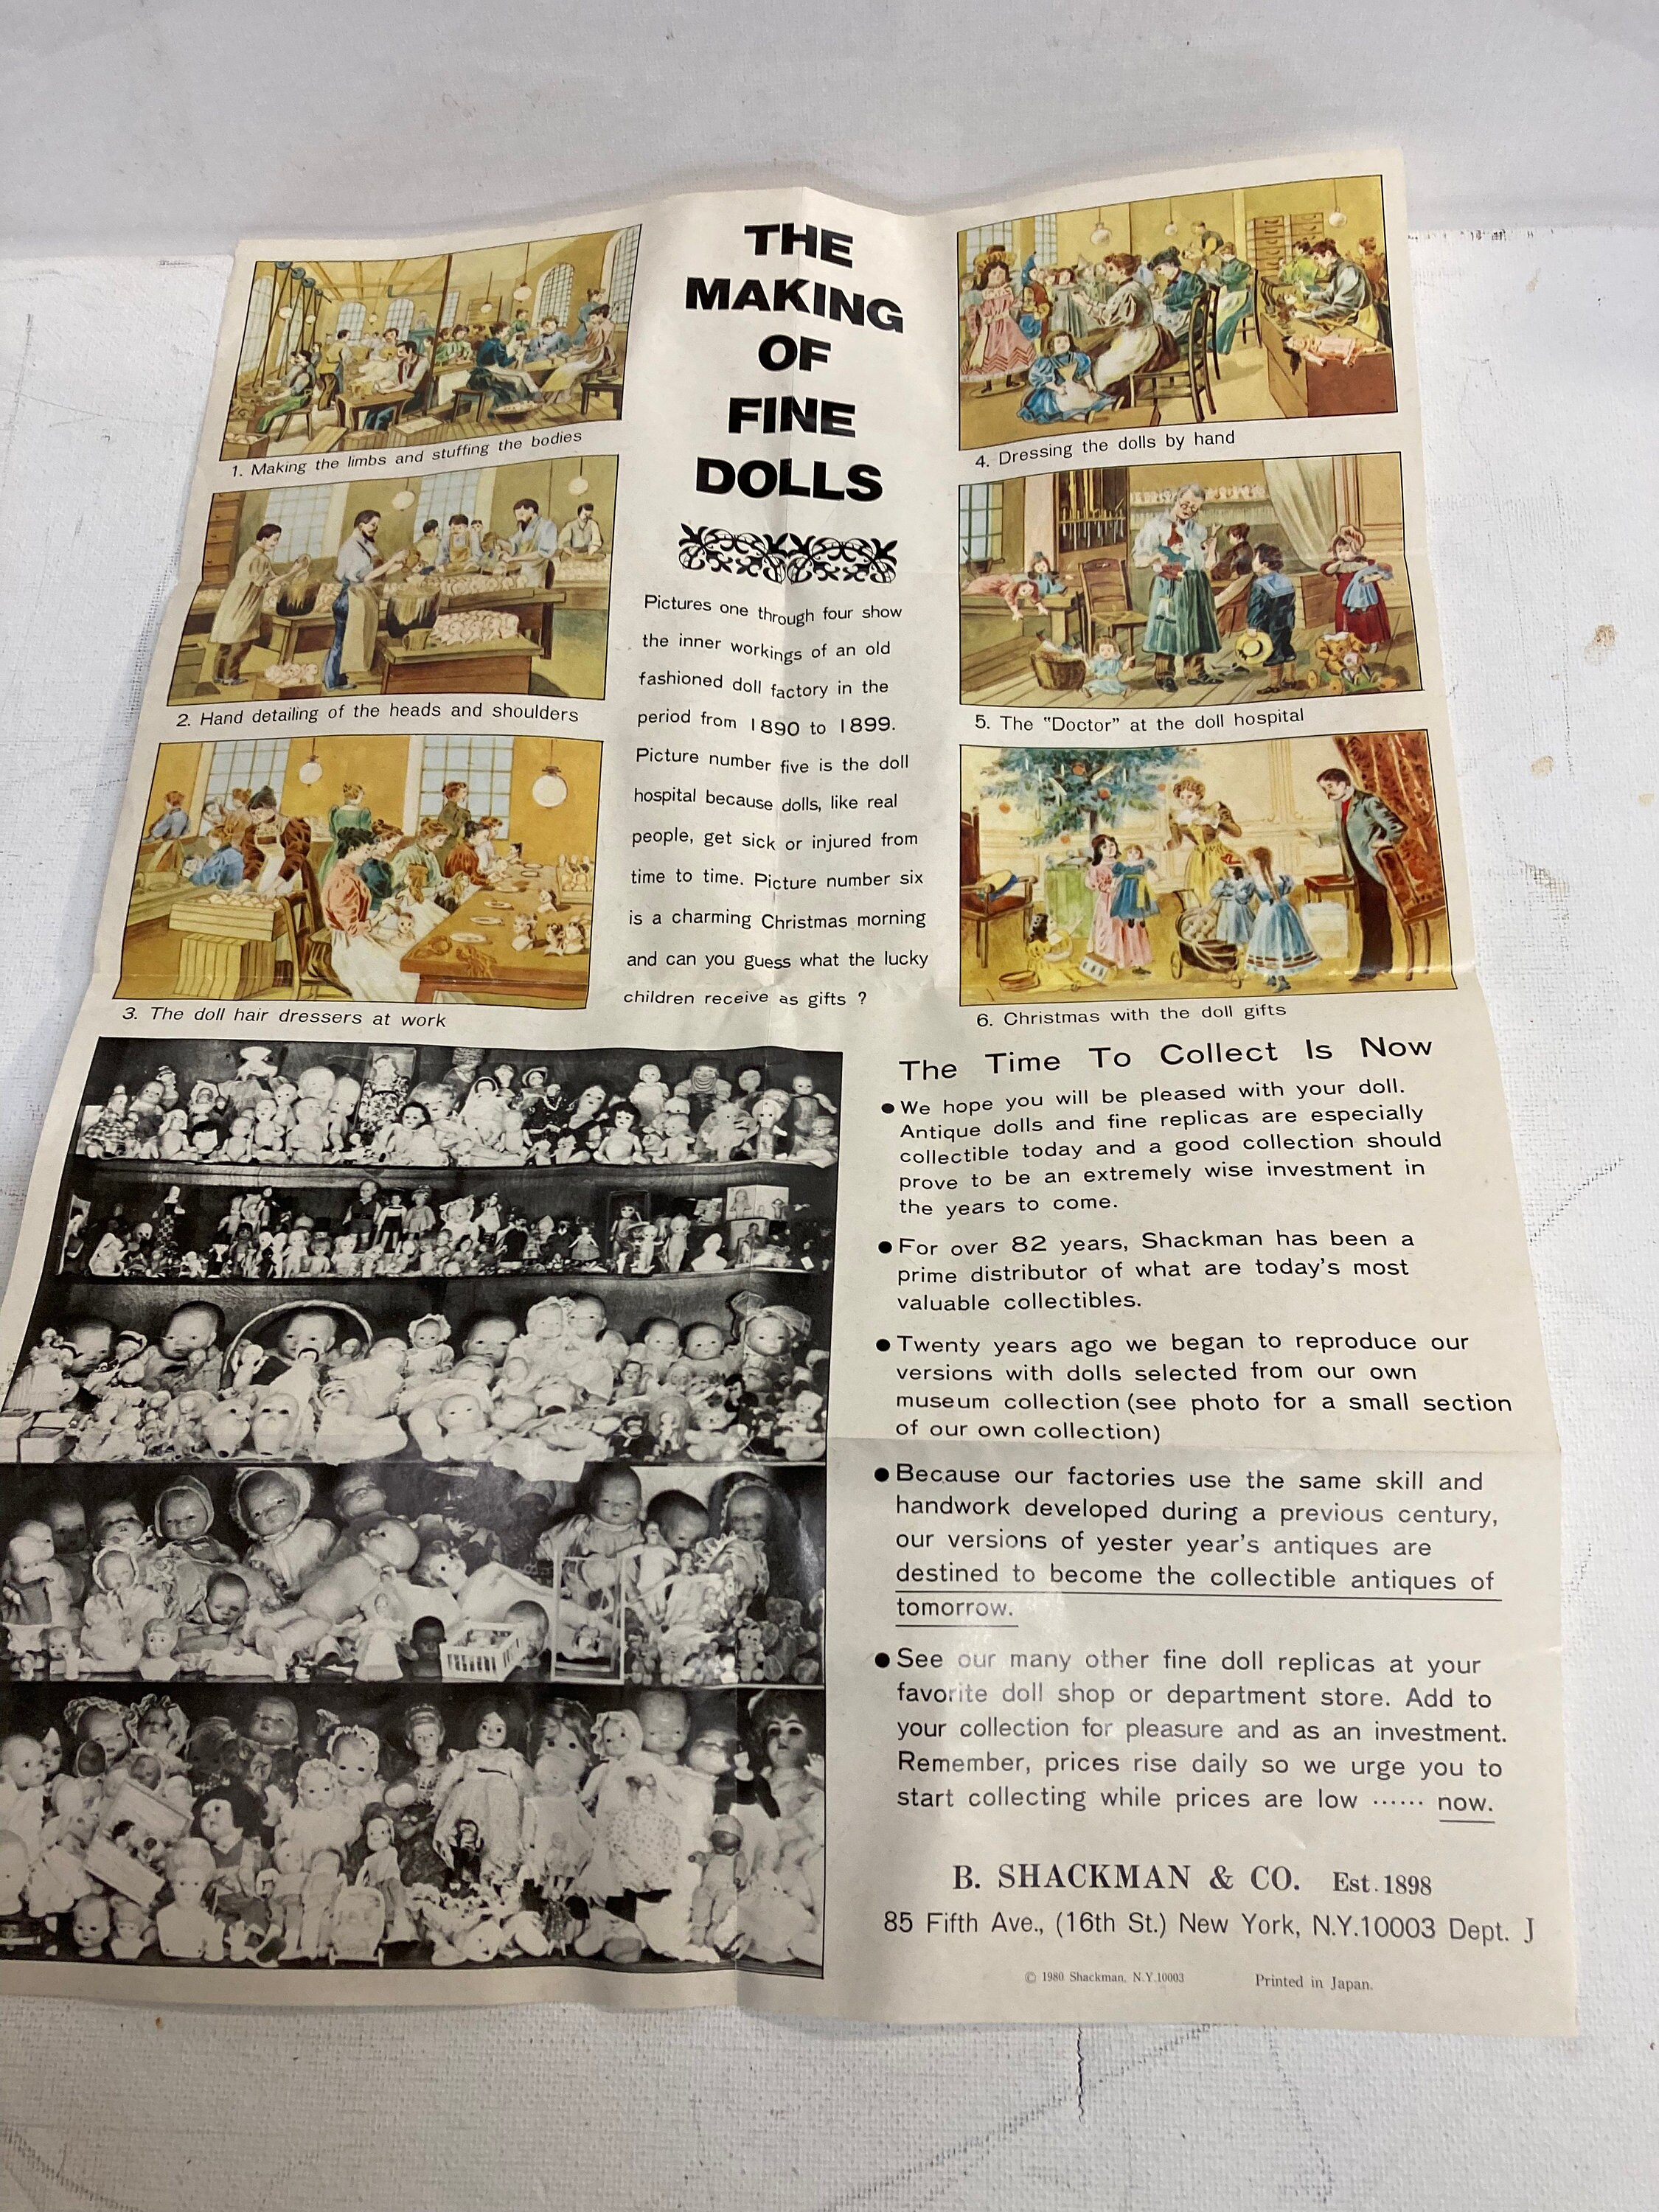 THE
MAKING
OF
FINE
DOLLS
1. Making the limbs and stuffing the bodies
2. Hand detailing of the heads and shoulders
3. The doll hair dressers at work
Pictures one through four show
the inner workings of an old
fashioned doll factory in the
period from 1890 to 1899.
Picture number five is the doll
hospital because dolls, like real
people, get sick or injured from
time to time. Picture number six
is a charming Christmas morning
and can you guess what the lucky
children receive as gifts ?
4. Dressing the dolls by hand
5. The "Doctor" at the doll hospital
6. Christmas with the doll gifts
The Time To Collect Is Now
● We hope you will be pleased with your doll.
Antique dolls and fine replicas are especially
collectible today and a good collection should
prove to be an extremely wise investment in
the years to come.
● For over 82 years, Shackman has been a
prime distributor of what are today's most
valuable collectibles.
● Twenty years ago we began to reproduce our
versions with dolls selected from our own
museum collection (see photo for a small section
of our own collection)
● Because our factories use the same skill and
handwork developed during a previous century,
our versions of yester year's antiques are
destined to become the collectible antiques of
tomorrow.
● See our many other fine doll replicas at your
favorite doll shop or department store. Add to
your collection for pleasure and as an investment.
Remember, prices rise daily so we urge you to
start collecting while prices are low ...... now.
B. SHACKMAN & CO. Est. 1898
85 Fifth Ave., (16th St.) New York, N.Y.10003 Dept. J
© 1980 Shackman, N.Y.10003 Printed in Japan.